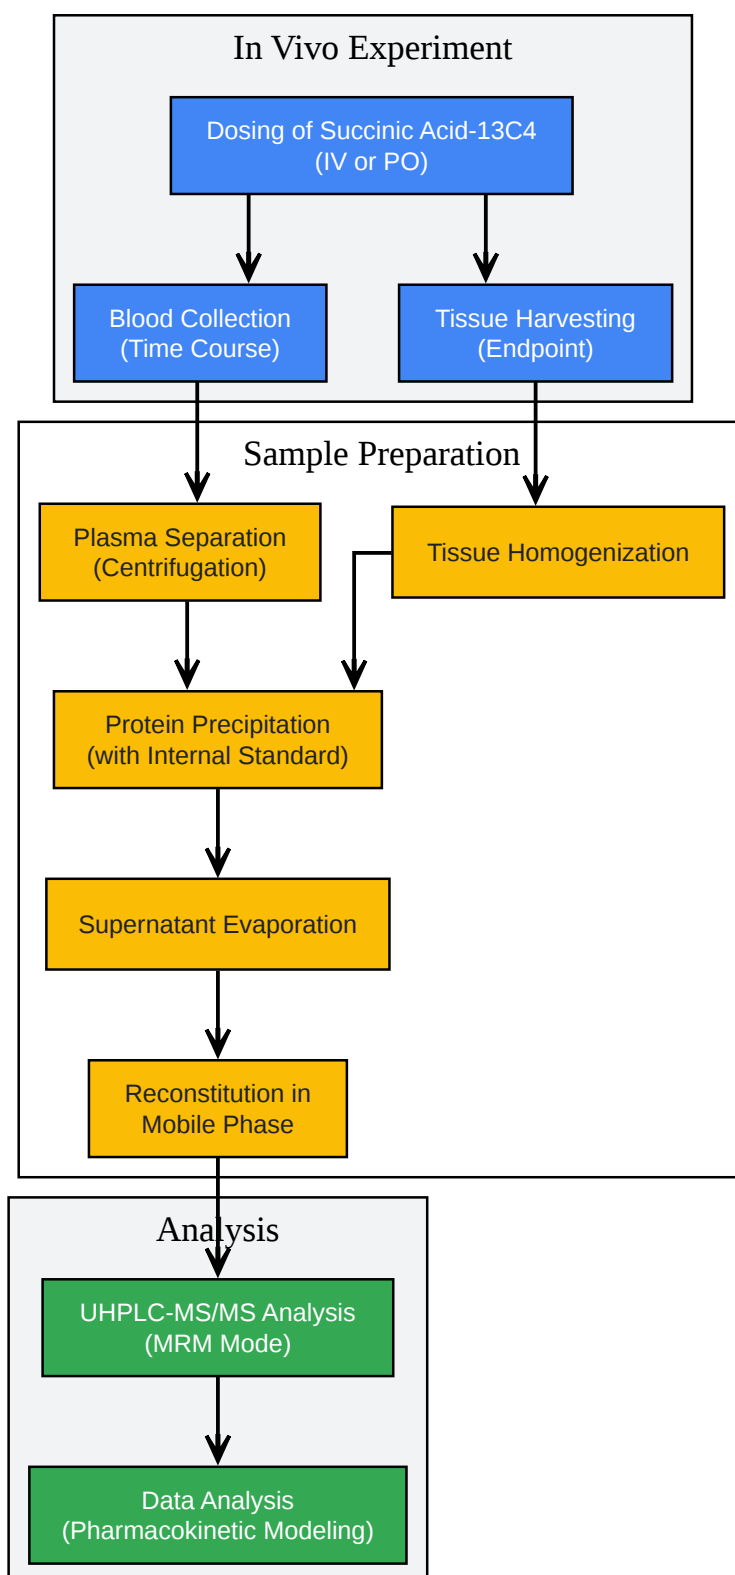 In Vivo Experiment
Dosing of Succinic Acid-13C4
(IV or PO)
Blood Collection
(Time Course)
Tissue Harvesting
(Endpoint)
Sample Preparation
Plasma Separation
(Centrifugation)
Tissue Homogenization
Protein Precipitation
(with Internal Standard)
Supernatant Evaporation
Reconstitution in
Mobile Phase
Analysis
UHPLC-MS/MS Analysis
(MRM Mode)
Data Analysis
(Pharmacokinetic Modeling)